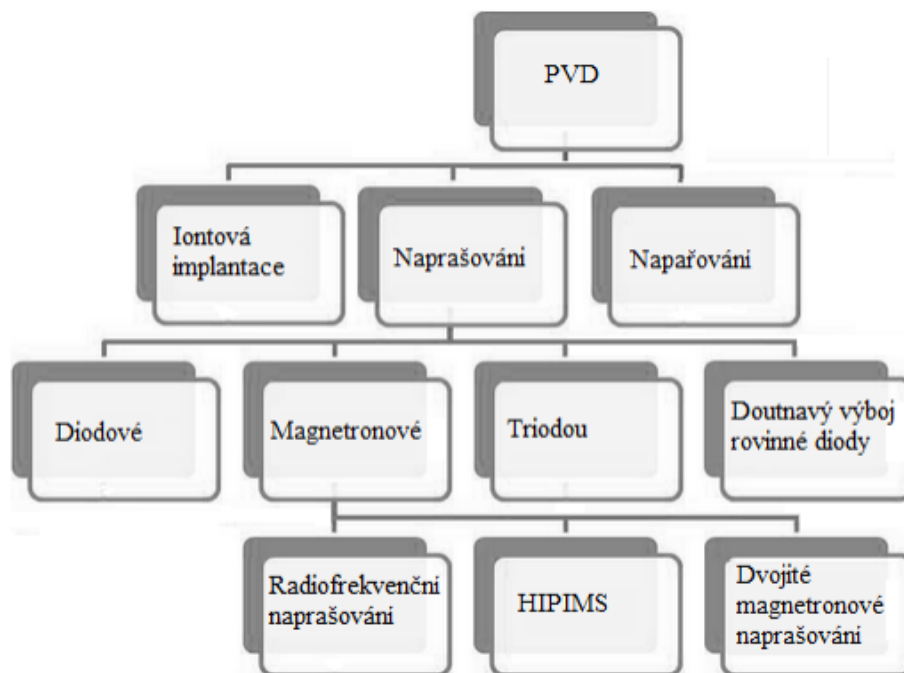 PVD
Iontová
implantace
Naprašování
Napařování
Diodové
Magnetronové
Triodou
Doutnavý výboj
rovinné diody
Radiofrekvenční
naprašování
HIPIMS
Dvojité
magnetronové
naprašování